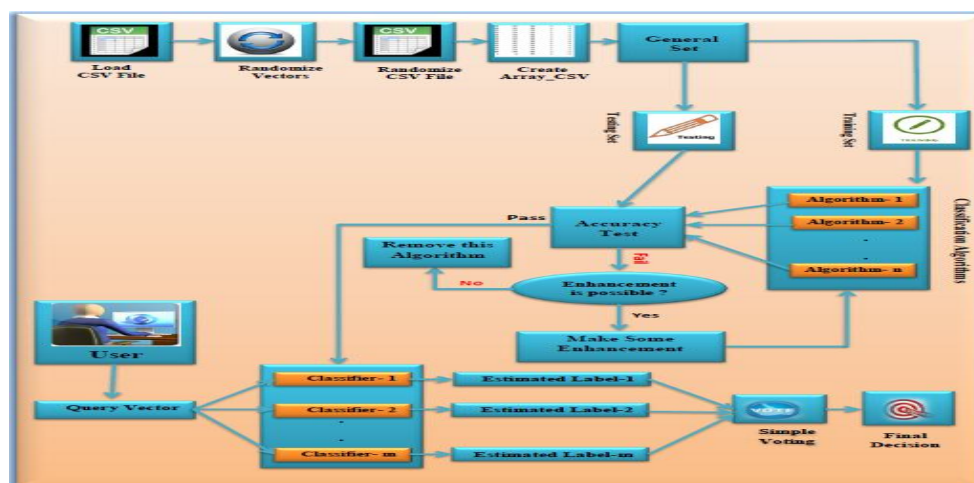 CSV
CSV
Load
CSV File
Randomize
Vectors
Randomize
CSV File
Create
Array_CSV
General
Set
Testing Set
Testing
Training Set
TRAINING
Classification Algorithms
Algorithm- 1
Algorithm- 2
.
.
Algorithm- n
Pass
Accuracy
Test
Fail
Remove this
Algorithm
No
Enhancement
is possible ?
Yes
Make Some
Enhancement
User
Query Vector
Classifier- 1
Classifier- 2
.
.
Classifier- m
Estimated Label-1
Estimated Label-2
Estimated Label-m
VOTE
Simple
Voting
Final
Decision